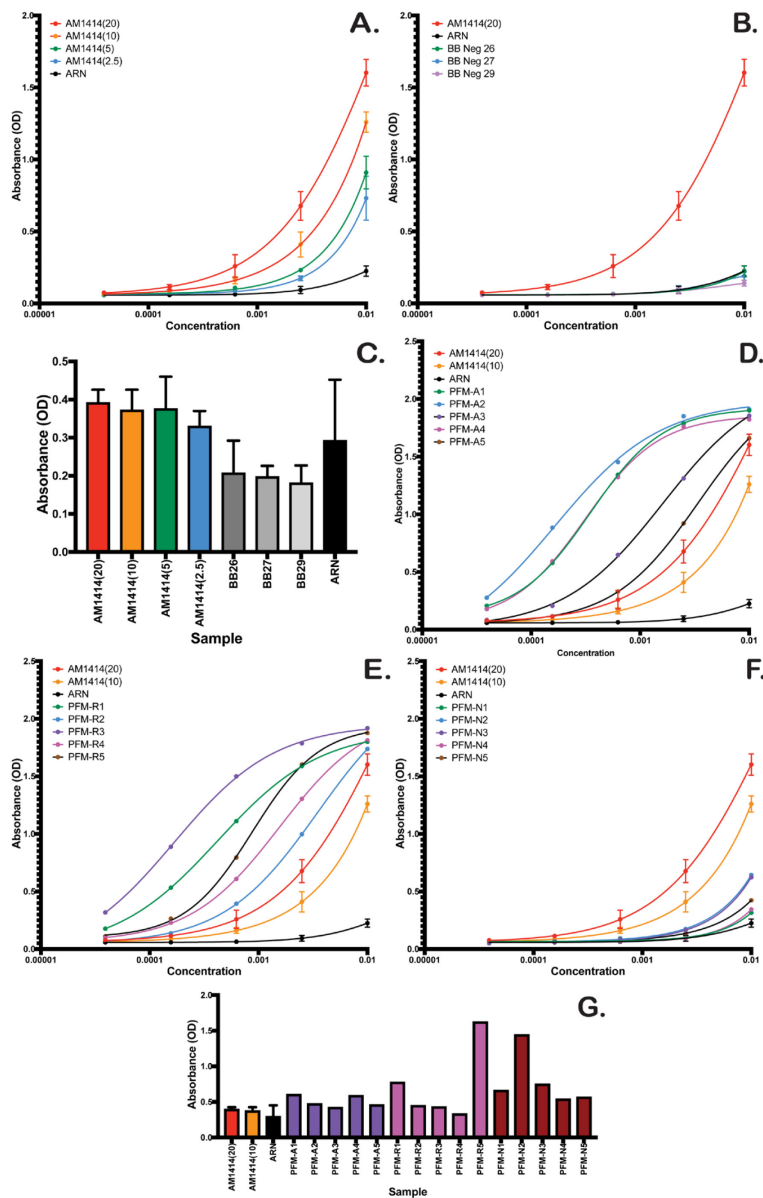 A.
AM1414(20)
AM1414(10)
AM1414(5)
AM1414(2.5)
ARN
Absorbance (OD)
2.0
1.5
1.0
0.5
0.0
0.00001
0.0001
0.001
0.01
Concentration
B.
AM1414(20)
ARN
BB Neg 26
BB Neg 27
BB Neg 29
Absorbance (OD)
2.0
1.5
1.0
0.5
0.0
0.00001
0.0001
0.001
0.01
Concentration
C.
Absorbance (OD)
0.5
0.4
0.3
0.2
0.1
0.0
AM1414(20)
AM1414(10)
AM1414(5)
AM1414(2.5)
BB26
BB27
BB29
ARN
Sample
D.
AM1414(20)
AM1414(10)
ARN
PFM-A1
PFM-A2
PFM-A3
PFM-A4
PFM-A5
Absorbance (OD)
2.5
2.0
1.5
1.0
0.5
0.0
0.00001
0.0001
0.001
0.01
Concentration
E.
AM1414(20)
AM1414(10)
ARN
PFM-R1
PFM-R2
PFM-R3
PFM-R4
PFM-R5
Absorbance (OD)
2.5
2.0
1.5
1.0
0.5
0.0
0.00001
0.0001
0.001
0.01
Concentration
F.
AM1414(20)
AM1414(10)
ARN
PFM-N1
PFM-N2
PFM-N3
PFM-N4
PFM-N5
Absorbance (OD)
2.5
2.0
1.5
1.0
0.5
0.0
0.00001
0.0001
0.001
0.01
Concentration
G.
Absorbance (OD)
2.0
1.5
1.0
0.5
0.0
AM1414(20)
AM1414(10)
ARN
PFM-A1
PFM-A2
PFM-A3
PFM-A4
PFM-A5
PFM-R1
PFM-R2
PFM-R3
PFM-R4
PFM-R5
PFM-N1
PFM-N2
PFM-N3
PFM-N4
PFM-N5
Sample